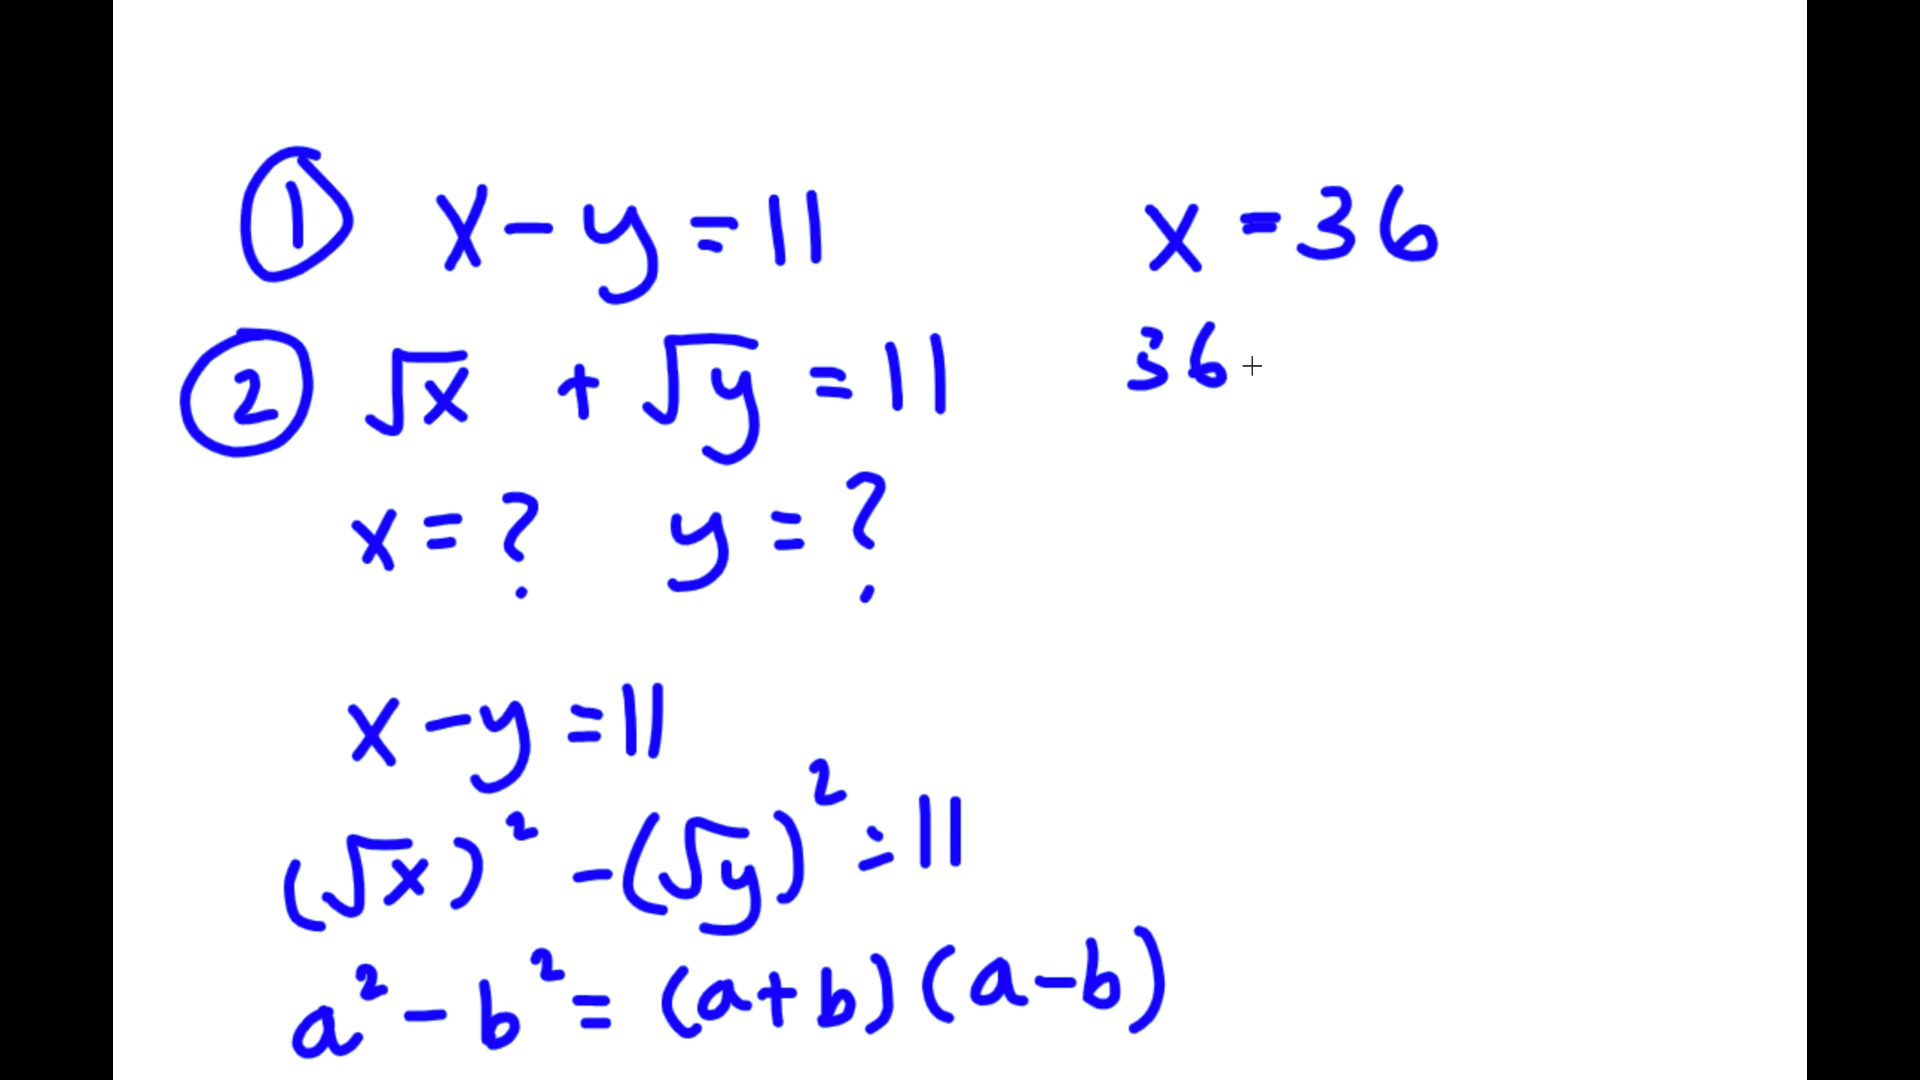 ① x - y = 11
② √x + √y = 11
x = ? y = ?
x - y = 11
(√x)² - (√y)² = 11
a² - b² = (a + b) (a - b)
x = 36
36